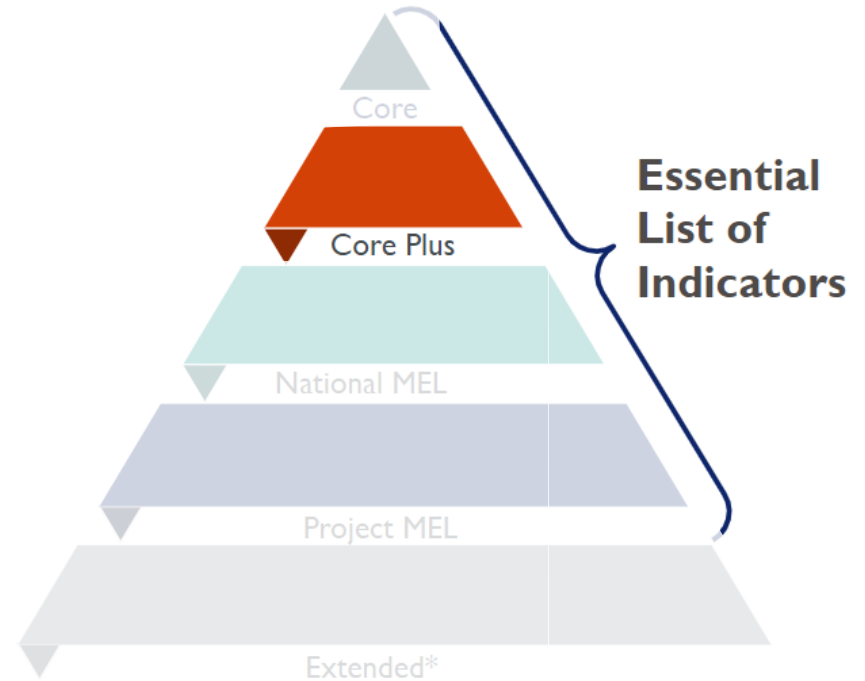 Core
Core Plus
Essential
List of
Indicators
National MEL
Project MEL
Extended*